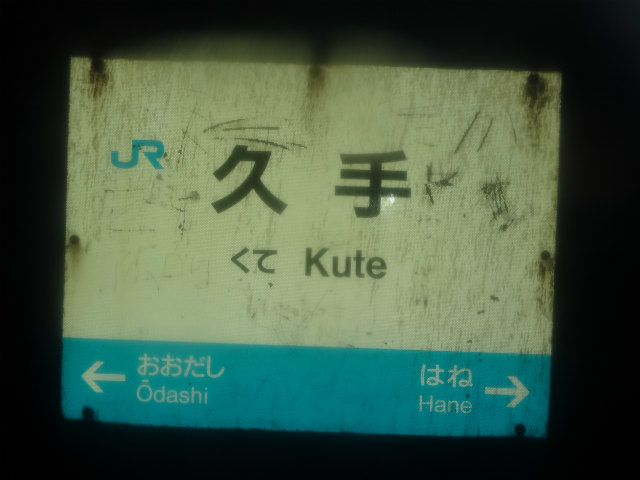 JR
久手
くて Kute
← おおだし
Ōdashi
はね →
Hane